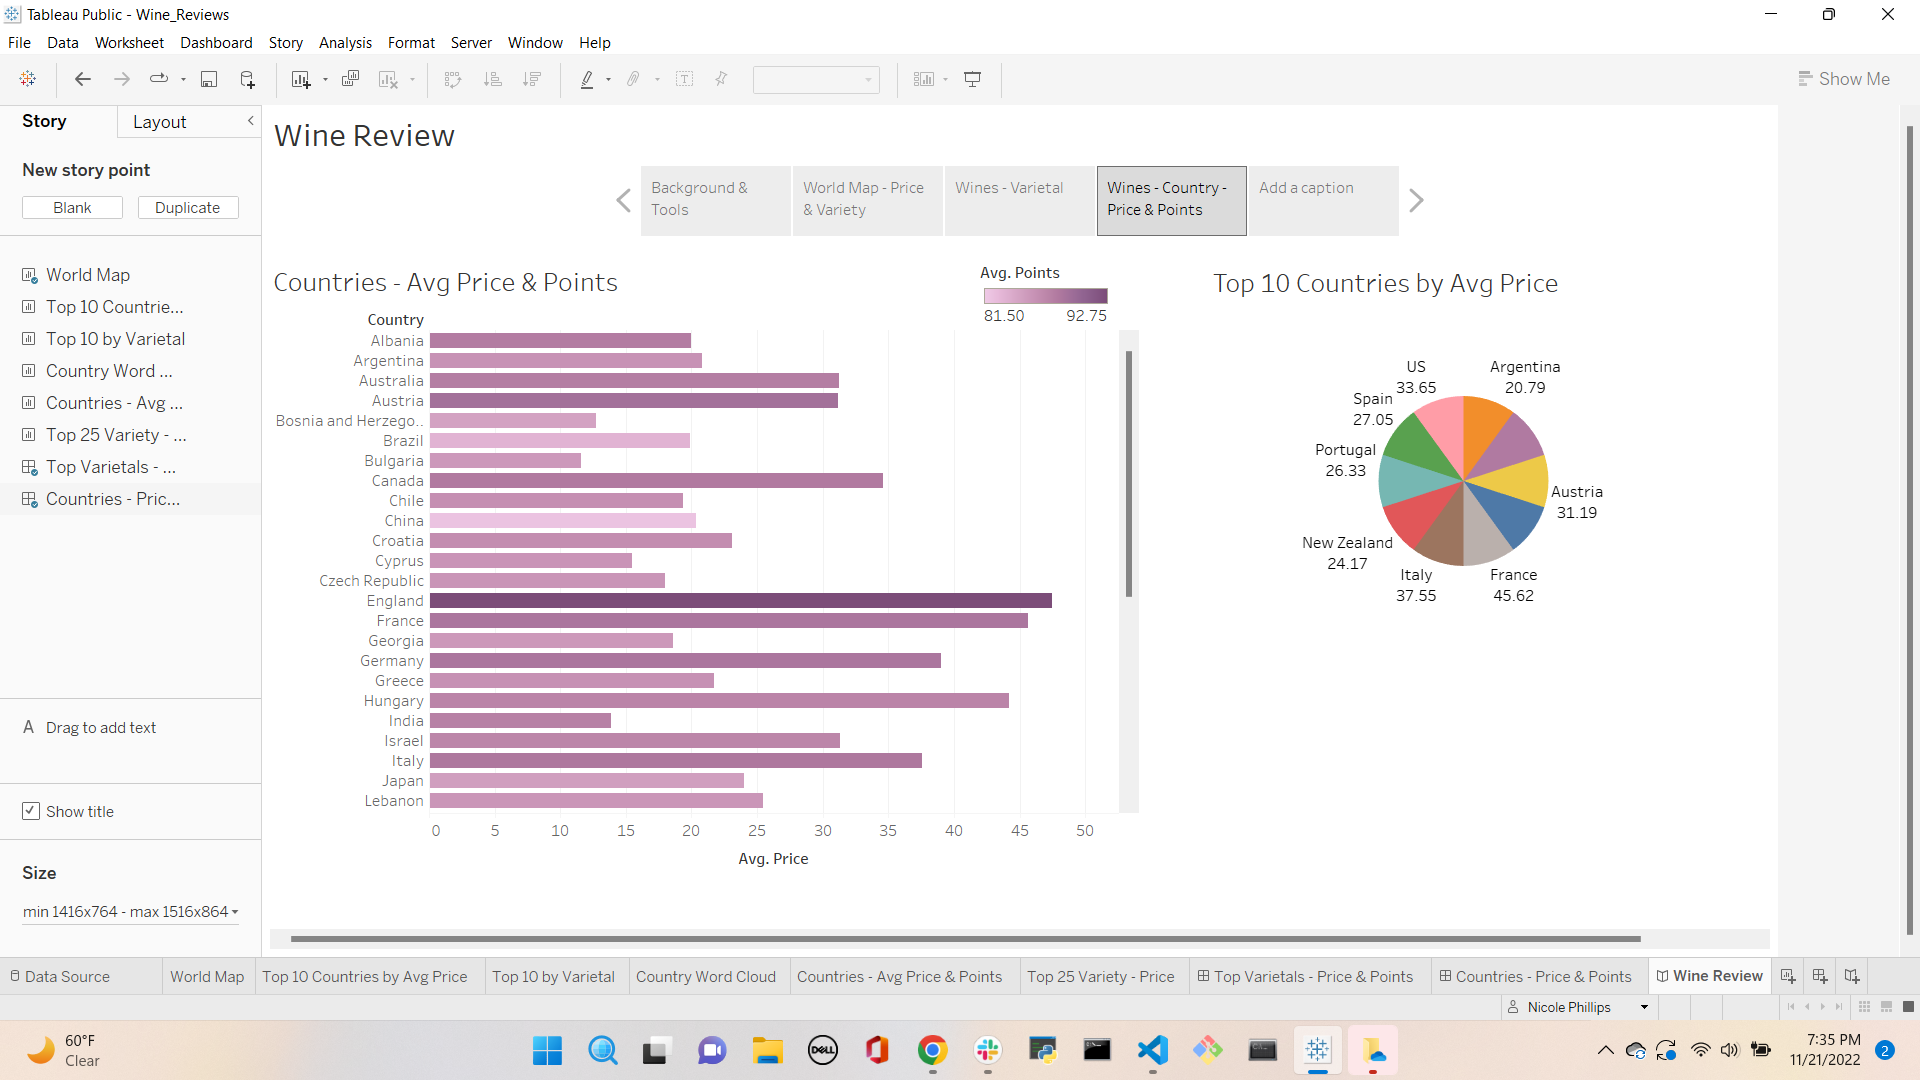 Tableau Public - Wine_Reviews
File Data Worksheet Dashboard Story Analysis Format Server Window Help
Show Me
Story Layout
New story point
Blank Duplicate
World Map
Top 10 Countrie...
Top 10 by Varietal
Country Word ...
Countries - Avg ...
Top 25 Variety - ...
Top Varietals - ...
Countries - Pric...
A Drag to add text
Show title
Size
min 1416x764 - max 1516x864
Wine Review
Background &
Tools
World Map - Price
& Variety
Wines - Varietal
Wines - Country -
Price & Points
Add a caption
Countries - Avg Price & Points
Avg. Points
81.50 92.75
Country
Albania
Argentina
Australia
Austria
Bosnia and Herzego..
Brazil
Bulgaria
Canada
Chile
China
Croatia
Cyprus
Czech Republic
England
France
Georgia
Germany
Greece
Hungary
India
Israel
Italy
Japan
Lebanon
0 5 10 15 20 25 30 35 40 45 50
Avg. Price
Top 10 Countries by Avg Price
US
33.65
Argentina
20.79
Spain
27.05
Portugal
26.33
Austria
31.19
New Zealand
24.17
Italy
37.55
France
45.62
Data Source World Map Top 10 Countries by Avg Price Top 10 by Varietal Country Word Cloud Countries - Avg Price & Points Top 25 Variety - Price Top Varietals - Price & Points Countries - Price & Points Wine Review
Nicole Phillips
60°F
Clear
DELL
7:35 PM
11/21/2022
2